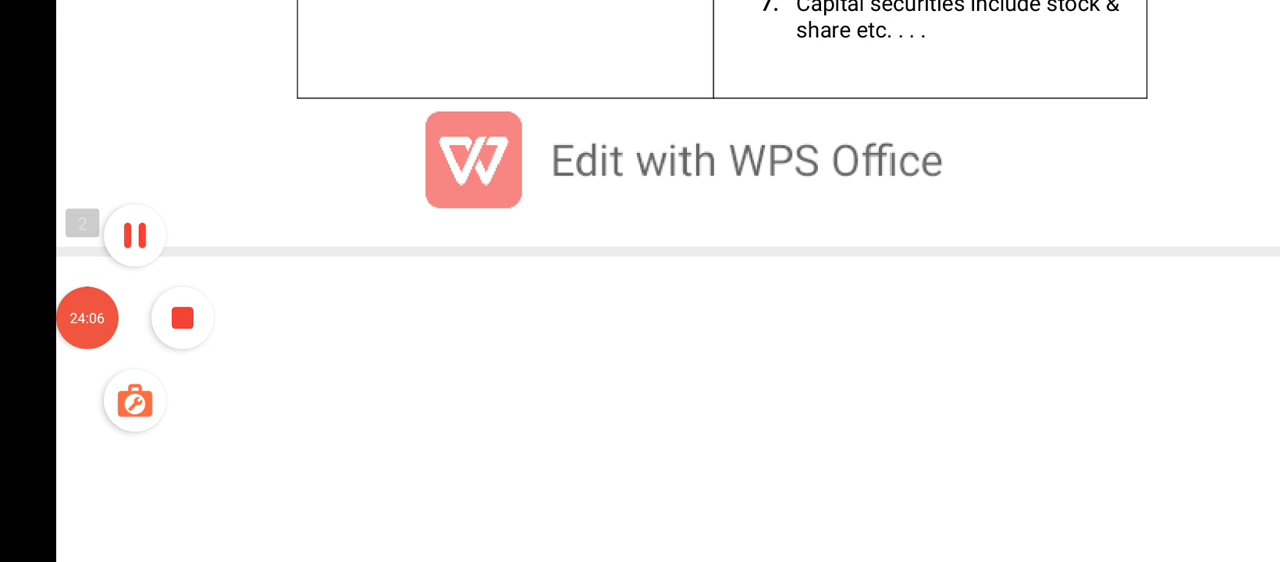 7. Capital securities include stock &
share etc. . . .
Edit with WPS Office
2
24:06